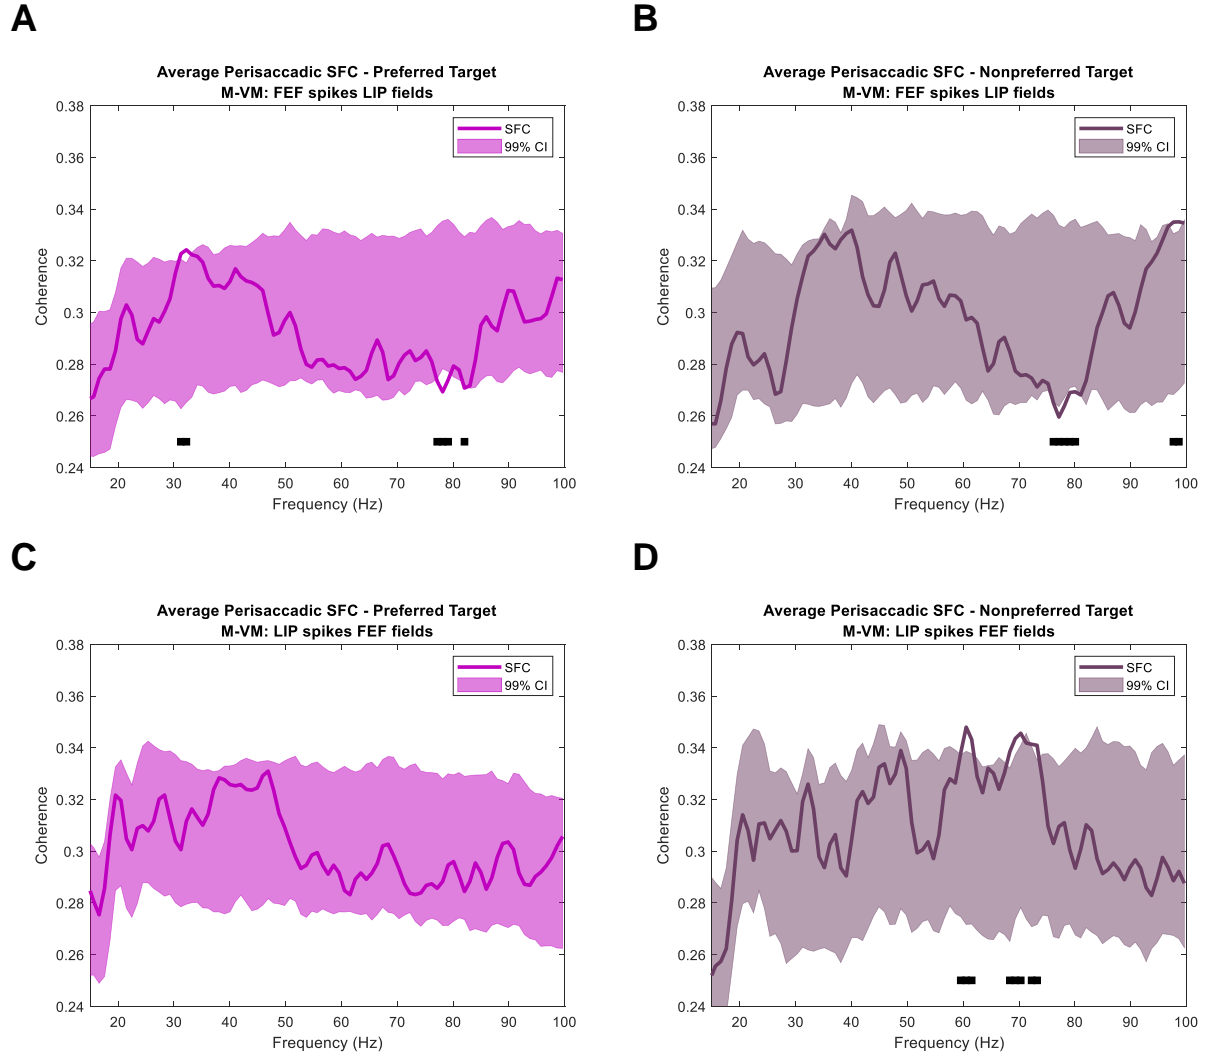 A
Average Perisaccadic SFC - Preferred Target
M-VM: FEF spikes LIP fields
SFC
99% CI
0.38
0.36
0.34
0.32
0.3
0.28
0.26
0.24
Coherence
20 30 40 50 60 70 80 90 100
Frequency (Hz)
B
Average Perisaccadic SFC - Nonpreferred Target
M-VM: FEF spikes LIP fields
SFC
99% CI
0.38
0.36
0.34
0.32
0.3
0.28
0.26
0.24
Coherence
20 30 40 50 60 70 80 90 100
Frequency (Hz)
C
Average Perisaccadic SFC - Preferred Target
M-VM: LIP spikes FEF fields
SFC
99% CI
0.38
0.36
0.34
0.32
0.3
0.28
0.26
0.24
Coherence
20 30 40 50 60 70 80 90 100
Frequency (Hz)
D
Average Perisaccadic SFC - Nonpreferred Target
M-VM: LIP spikes FEF fields
SFC
99% CI
0.38
0.36
0.34
0.32
0.3
0.28
0.26
0.24
Coherence
20 30 40 50 60 70 80 90 100
Frequency (Hz)